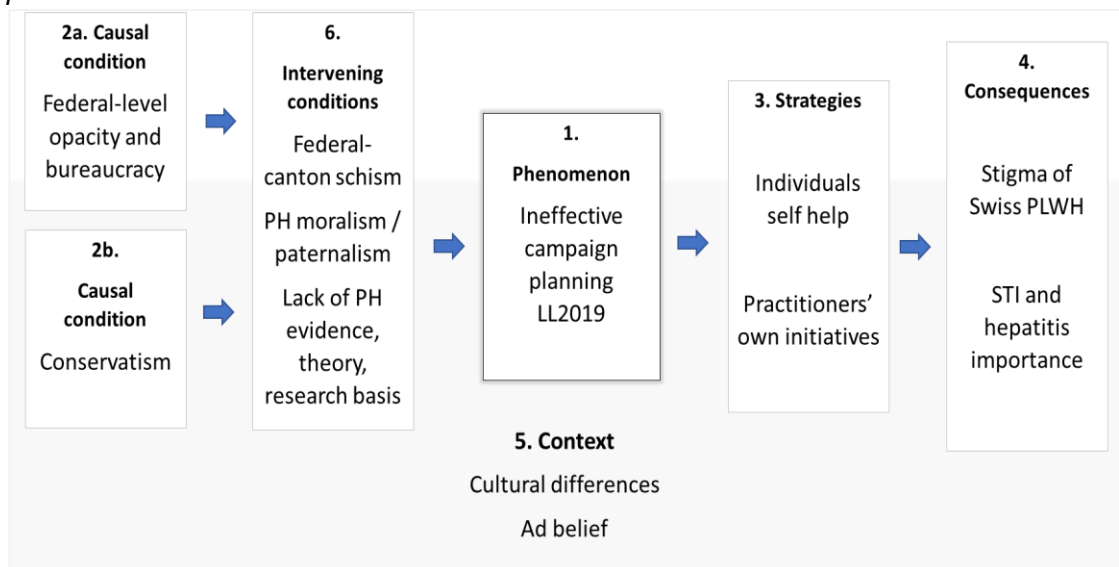 2a. Causal
condition
Federal-level
opacity and
bureaucracy
2b.
Causal
condition
Conservatism
6.
Intervening
conditions
Federal-
canton schism
PH moralism /
paternalism
Lack of PH
evidence,
theory,
research basis
1.
Phenomenon
Ineffective
campaign
planning
LL2019
3. Strategies
Individuals
self help
Practitioners’
own initiatives
4.
Consequences
Stigma of
Swiss PLWH
STI and
hepatitis
importance
5. Context
Cultural differences
Ad belief